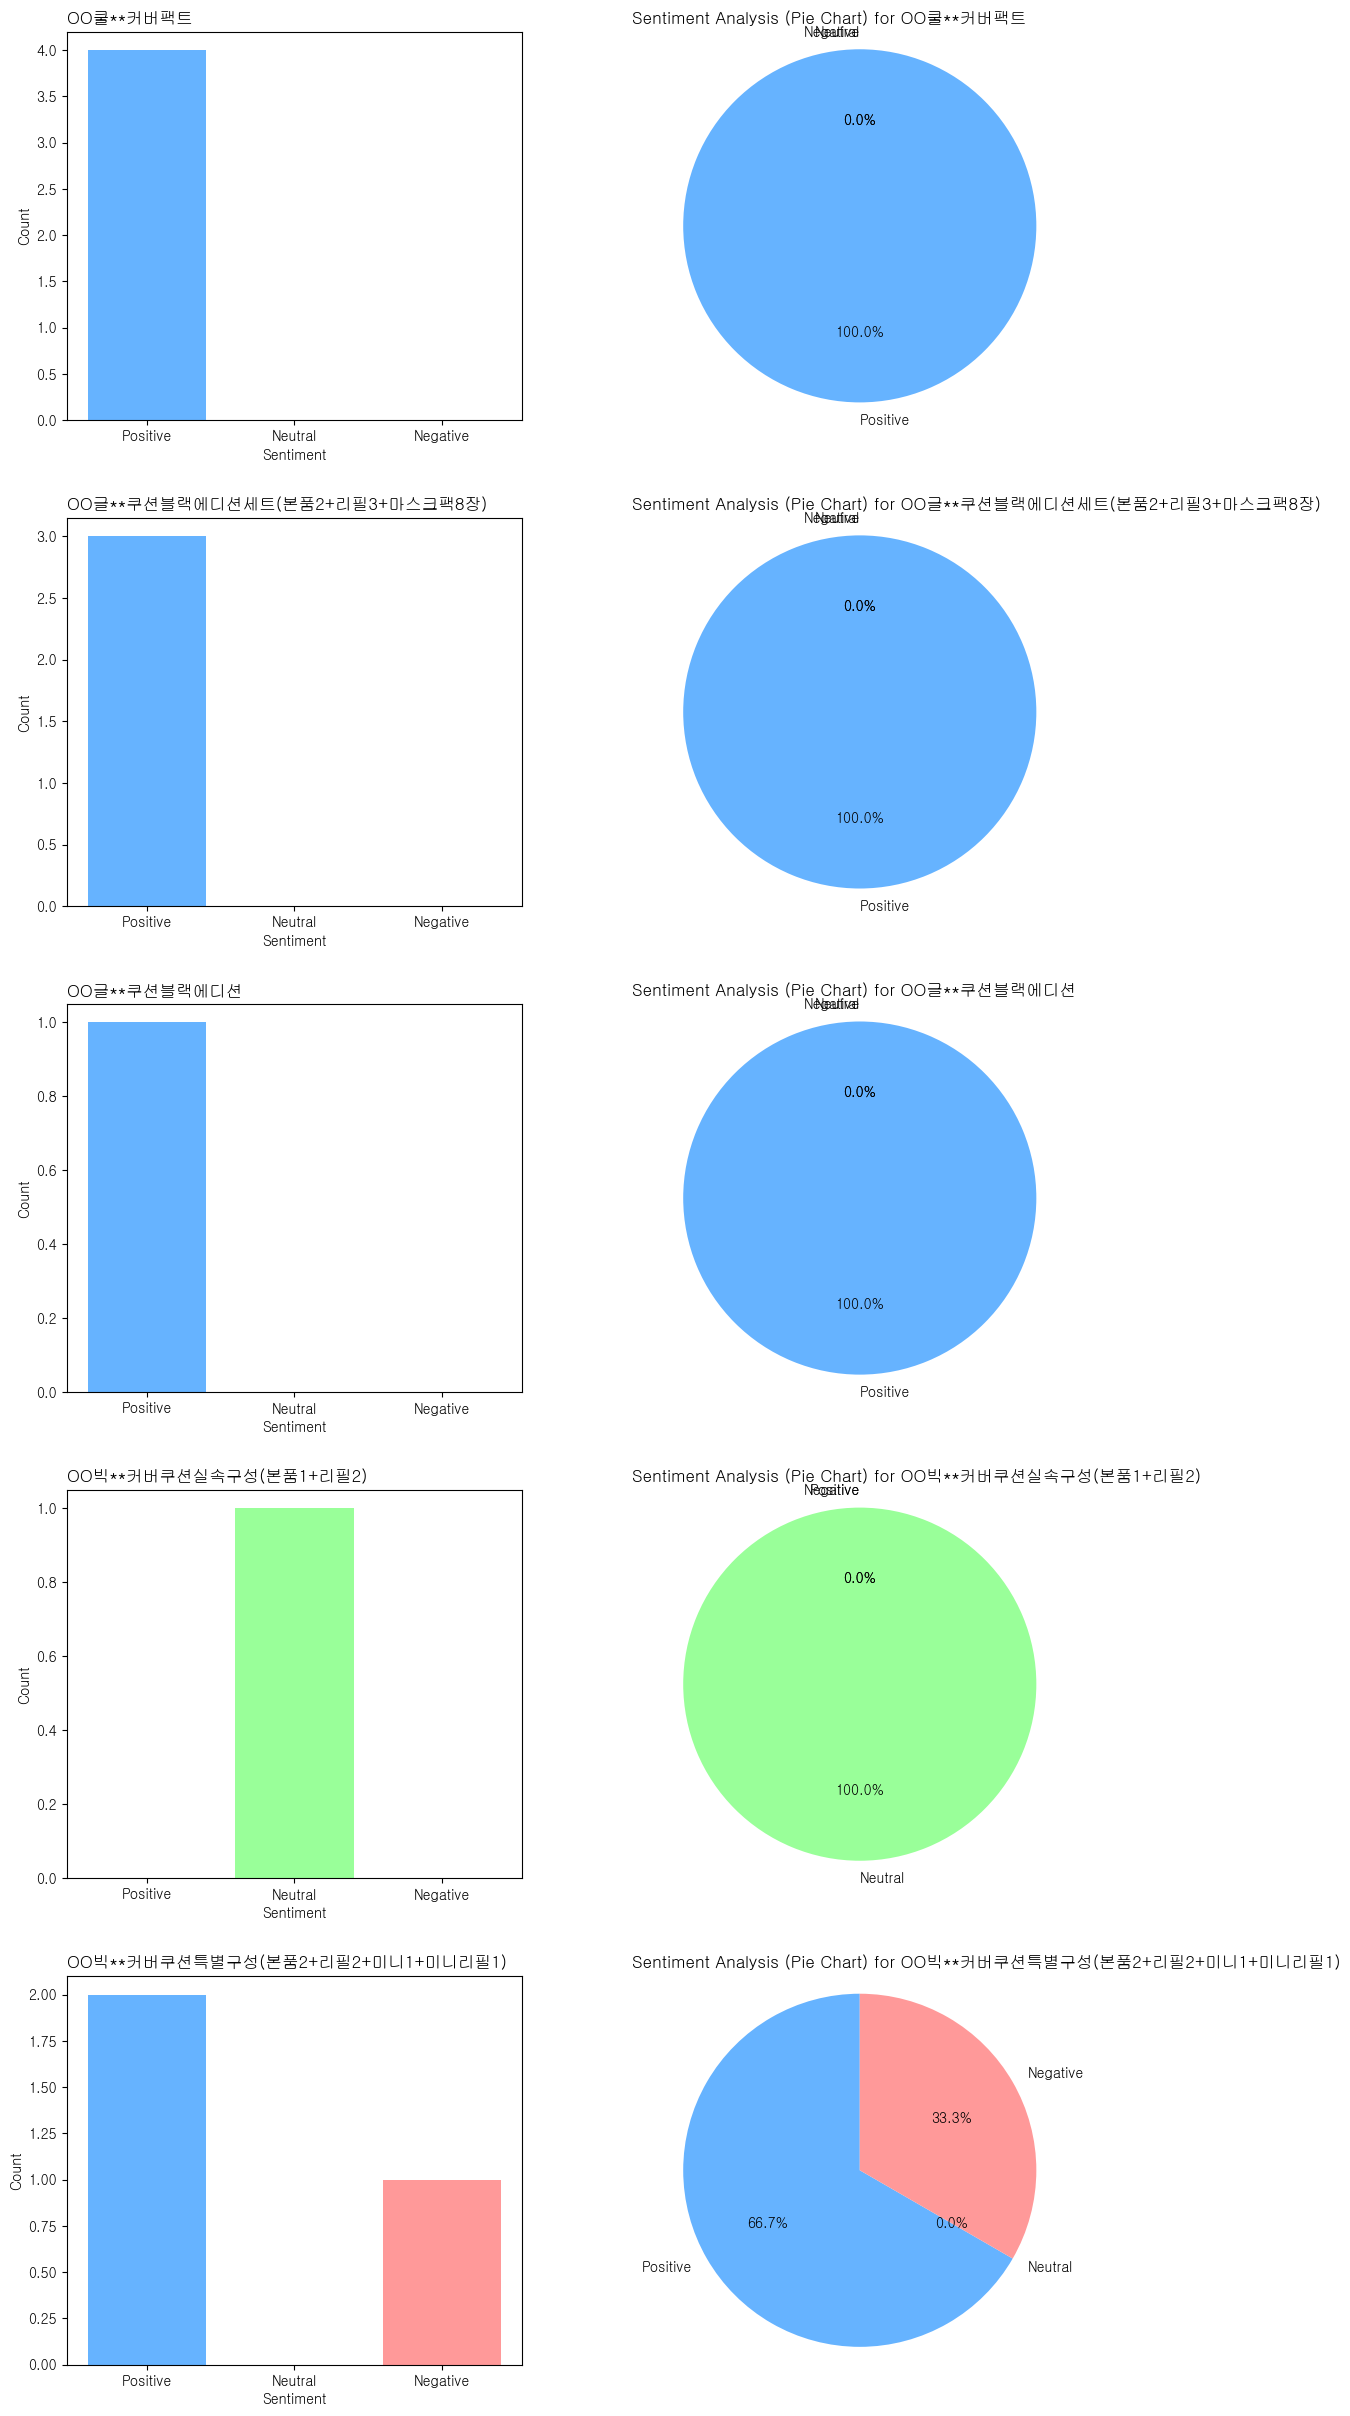 OO쿨**커버팩트
4.0
3.5
3.0
2.5
2.0
1.5
1.0
0.5
0.0
Count
Positive Neutral Negative
Sentiment
Sentiment Analysis (Pie Chart) for OO쿨**커버팩트
Negative Neutral
0.0%
100.0%
Positive
OO글**쿠션블랙에디션세트(본품2+리필3+마스크팩8장)
3.0
2.5
2.0
1.5
1.0
0.5
0.0
Count
Positive Neutral Negative
Sentiment
Sentiment Analysis (Pie Chart) for OO글**쿠션블랙에디션세트(본품2+리필3+마스크팩8장)
Negative Neutral
0.0%
100.0%
Positive
OO글**쿠션블랙에디션
1.0
0.8
0.6
0.4
0.2
0.0
Count
Positive Neutral Negative
Sentiment
Sentiment Analysis (Pie Chart) for OO글**쿠션블랙에디션
Negative Neutral
0.0%
100.0%
Positive
OO빅**커버쿠션실속구성(본품1+리필2)
1.0
0.8
0.6
0.4
0.2
0.0
Count
Positive Neutral Negative
Sentiment
Sentiment Analysis (Pie Chart) for OO빅**커버쿠션실속구성(본품1+리필2)
Negative Positive
0.0%
100.0%
Neutral
OO빅**커버쿠션특별구성(본품2+리필2+미니1+미니리필1)
2.00
1.75
1.50
1.25
1.00
0.75
0.50
0.25
0.00
Count
Positive Neutral Negative
Sentiment
Sentiment Analysis (Pie Chart) for OO빅**커버쿠션특별구성(본품2+리필2+미니1+미니리필1)
Negative
33.3%
66.7%
0.0%
Positive
Neutral